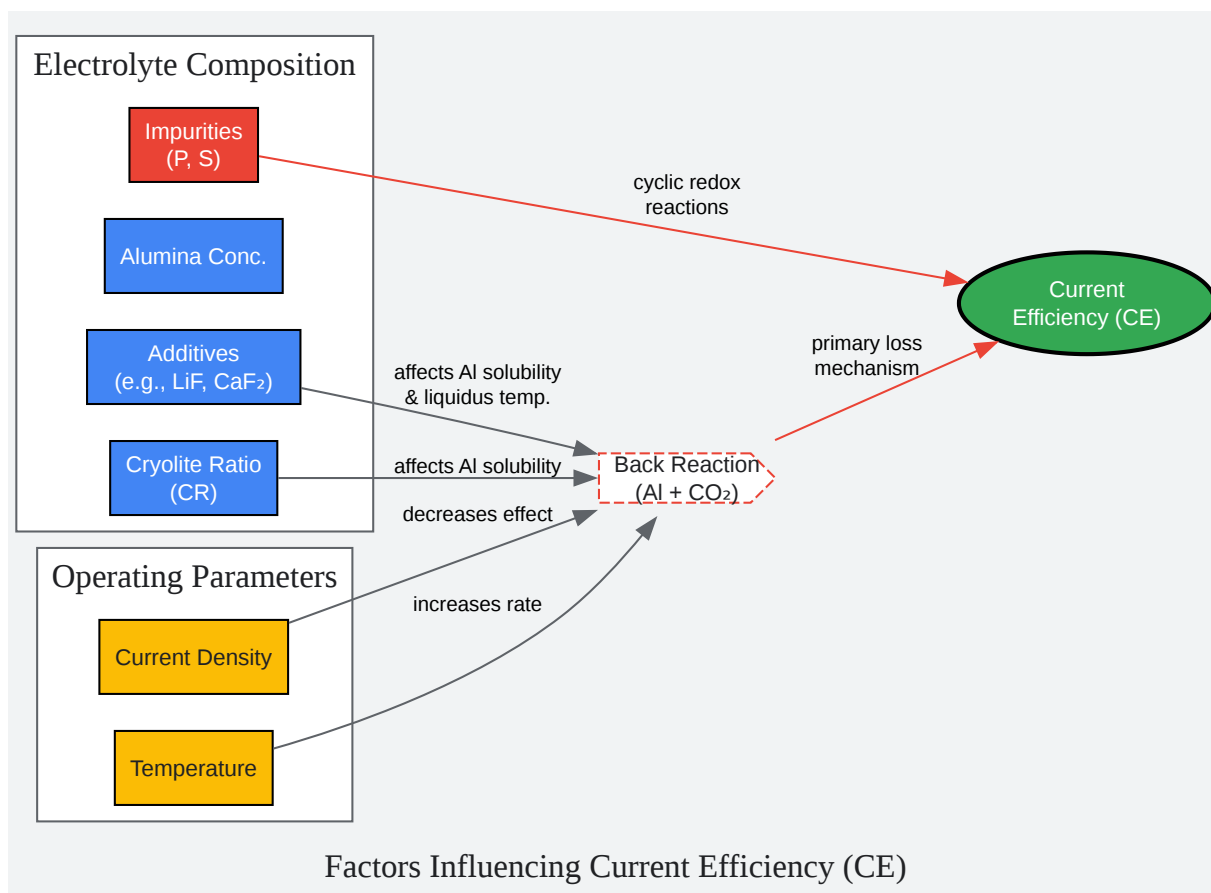 Electrolyte Composition
Impurities
(P, S)
cyclic redox
reactions
Alumina Conc.
Current
Efficiency (CE)
Additives
(e.g., LiF, CaF₂)
primary loss
mechanism
affects Al solubility
& liquidus temp.
Cryolite Ratio
(CR)
affects Al solubility
Back Reaction
(Al + CO₂)
decreases effect
Operating Parameters
increases rate
Current Density
Temperature
Factors Influencing Current Efficiency (CE)